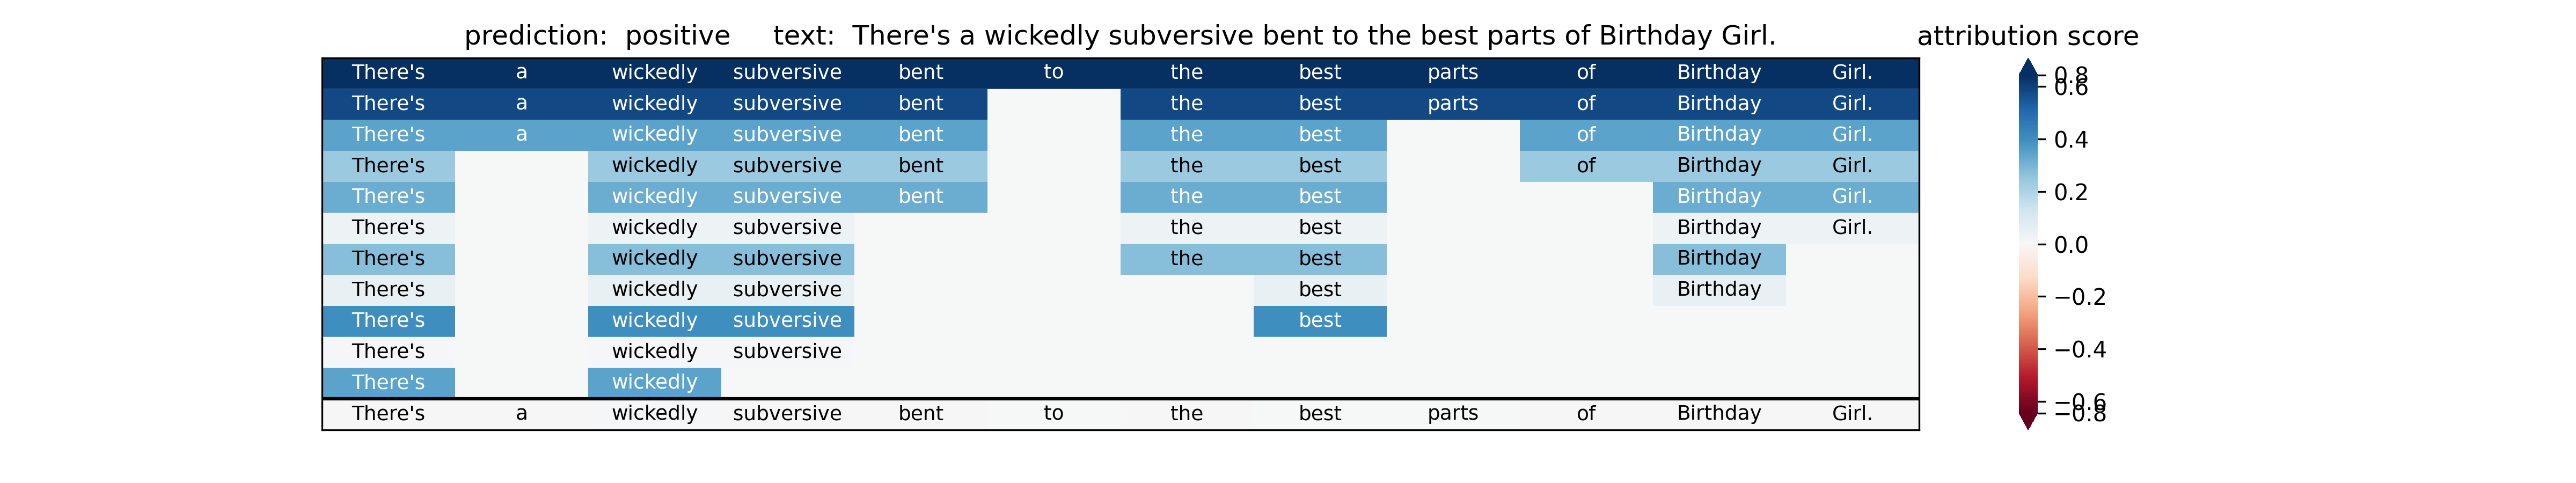 prediction: positive text: There's a wickedly subversive bent to the best parts of Birthday Girl. attribution score
There's a wickedly subversive bent to the best parts of Birthday Girl.
There's a wickedly subversive bent the best parts of Birthday Girl.
There's a wickedly subversive bent the best of Birthday Girl.
There's wickedly subversive bent the best of Birthday Girl.
There's wickedly subversive bent the best Birthday Girl.
There's wickedly subversive the best Birthday Girl.
There's wickedly subversive the best Birthday
There's wickedly subversive best Birthday
There's wickedly subversive best
There's wickedly subversive
There's wickedly
There's a wickedly subversive bent to the best parts of Birthday Girl.
0.8
0.6
0.4
0.2
0.0
−0.2
−0.4
−0.6
−0.8